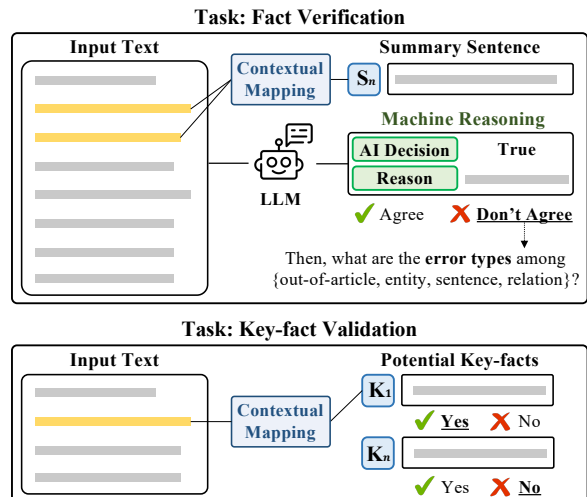 Task: Fact Verification
Input Text
Summary Sentence
Contextual
Mapping
Sn
Machine Reasoning
AI Decision
True
Reason
LLM
Agree
Don't Agree
Then, what are the error types among
{out-of-article, entity, sentence, relation}?
Task: Key-fact Validation
Input Text
Potential Key-facts
Contextual
Mapping
K1
Yes
No
Kn
Yes
No